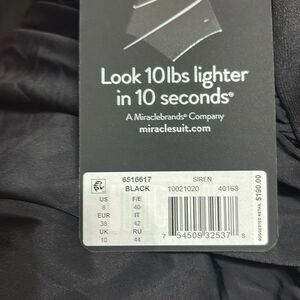 Look 10lbs lighter
in 10 seconds®
A Miraclebrands® Company
miraclesuit.com
6516617 SIREN
BLACK 10021020 40168
US F/E
8 40
EUR IT
38 42
UK RU
10 44
7 54509 32537 8
SUGGESTED RETAIL $190.00